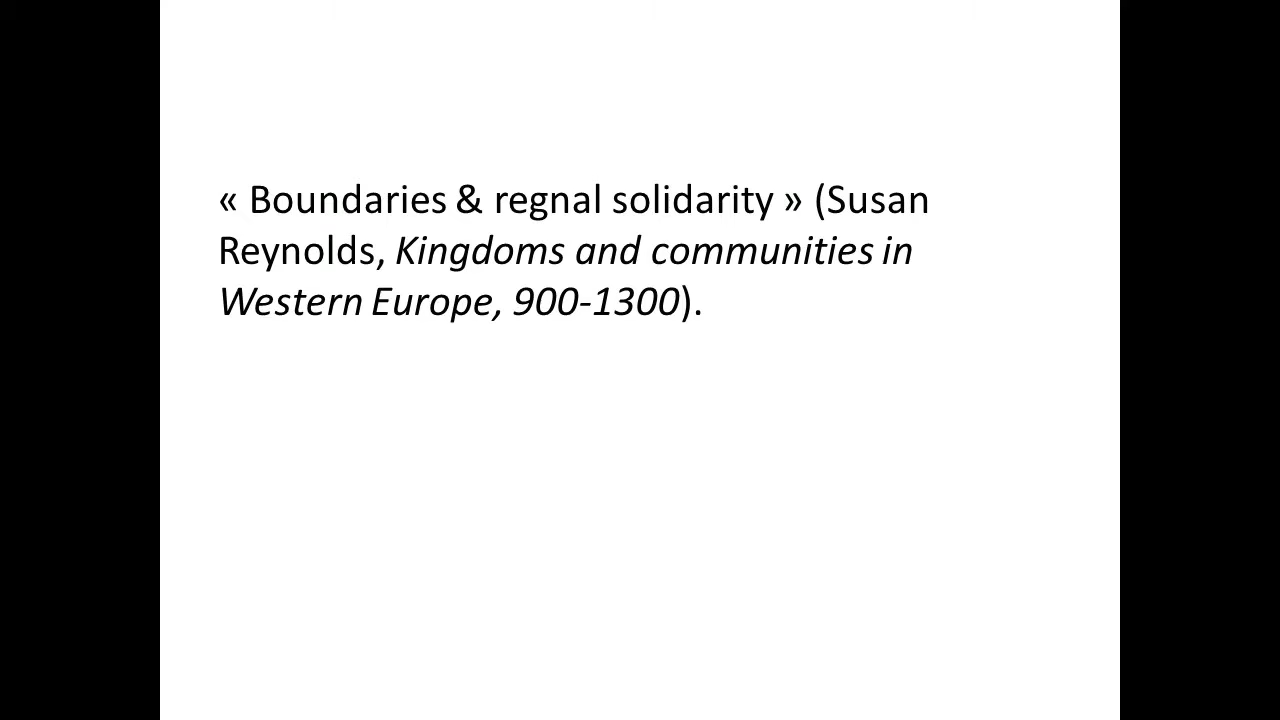 « Boundaries & regnal solidarity » (Susan
Reynolds, Kingdoms and communities in
Western Europe, 900-1300).